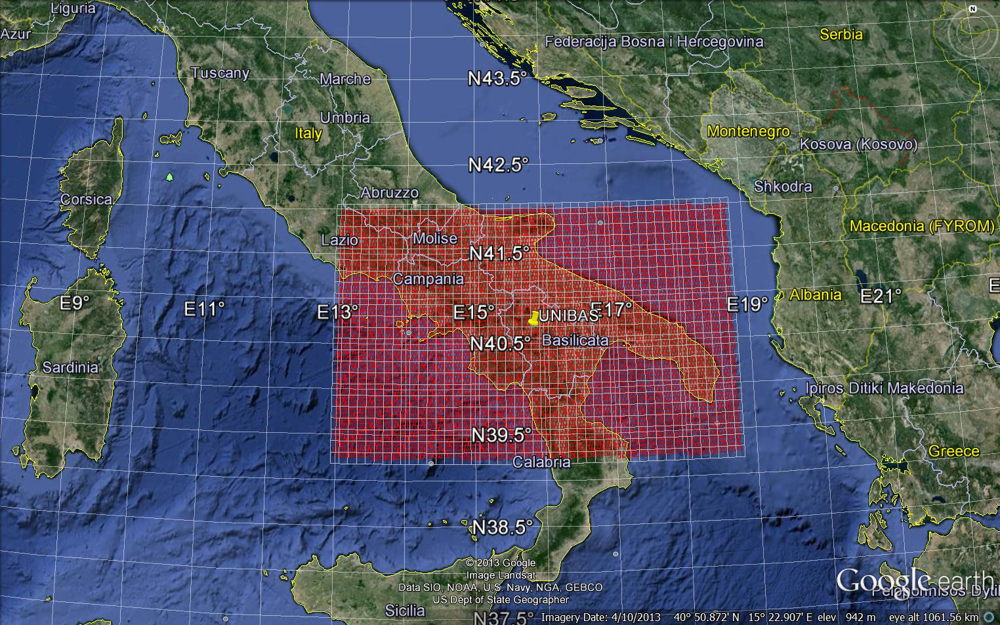 Liguria
N
Azur
Serbia
Federacija Bosna i Hercegovina
Tuscany
Marche
N43.5°
Umbria
Italy
Montenegro
Kosova (Kosovo)
N42.5°
Shkodra
Abruzzo
Corsica
Macedonia (FYROM)
Lazio
Molise
N41.5°
Campania
Albania
E9°
E11°
E13°
E15°
UNIBAS
E17°
E19°
E21°
E
N40.5°
Basilicata
Sardinia
Ipiros Ditiki Makedonia
N39.5°
Calabria
Greece
N38.5°
© 2013 Google
Image Landsat
Data SIO, NOAA, U.S. Navy, NGA, GEBCO
US Dept of State Geographer
Google earth
Peloponnisos Dyti
Sicilia
N37.5°
Imagery Date: 4/10/2013 40° 50.872' N 15° 22.907' E elev 942 m eye alt 1061.56 km